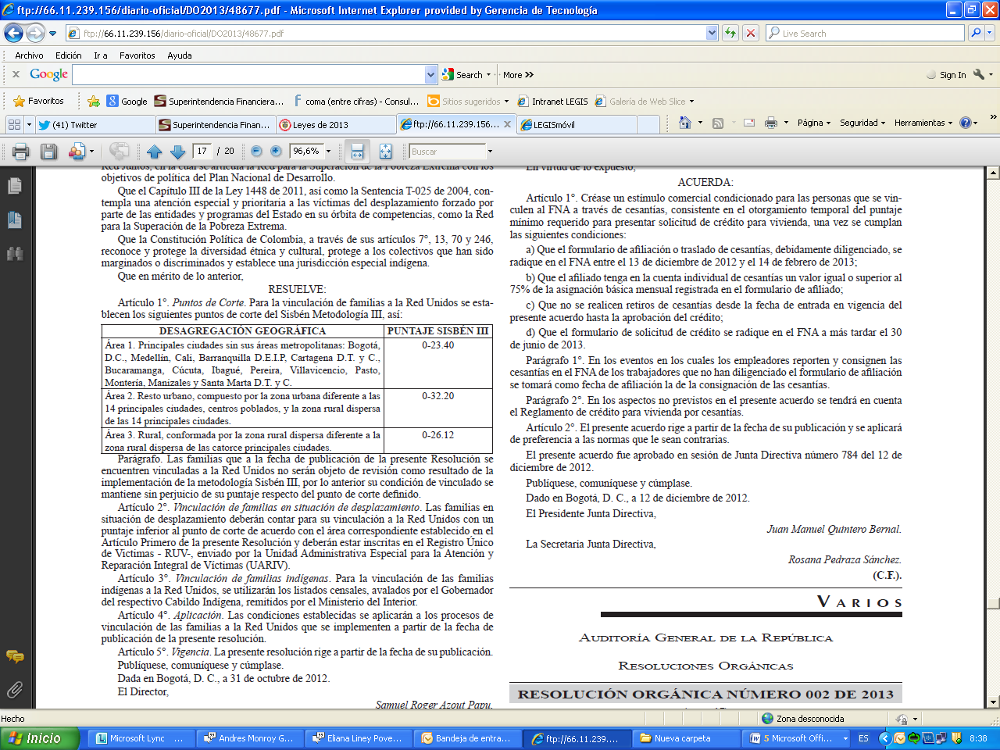 ftp://66.11.239.156/diario-oficial/DO2013/48677.pdf - Microsoft Internet Explorer provided by Gerencia de Tecnología
ftp://66.11.239.156/diario-oficial/DO2013/48677.pdf
Live Search
Archivo Edición Ir a Favoritos Ayuda
x Google Search More >> Sign In
Favoritos Google Superintendencia Financiera... coma (entre cifras) - Consul... Sitios sugeridos Intranet LEGIS Galería de Web Slice
(41) Twitter Superintendencia Finan... Leyes de 2013 ftp://66.11.239.156... LEGISmóvil Página Seguridad Herramientas
17 / 20 96,6% Buscar
Red Juntos, en la cual se articula la Red para la Superación de la Pobreza Extrema con los
objetivos de política del Plan Nacional de Desarrollo.
Que el Capítulo III de la Ley 1448 de 2011, así como la Sentencia T-025 de 2004, con-
templa una atención especial y prioritaria a las víctimas del desplazamiento forzado por
parte de las entidades y programas del Estado en su órbita de competencias, como la Red
para la Superación de la Pobreza Extrema.
Que la Constitución Política de Colombia, a través de sus artículos 7°, 13, 70 y 246,
reconoce y protege la diversidad étnica y cultural, protege a los colectivos que han sido
marginados o discriminados y establece una jurisdicción especial indígena.
Que en mérito de lo anterior,
RESUELVE:
Artículo 1°. Puntos de Corte. Para la vinculación de familias a la Red Unidos se esta-
blecen los siguientes puntos de corte del Sisbén Metodología III, así:
DESAGREGACIÓN GEOGRÁFICA PUNTAJE SISBÉN III
Área 1. Principales ciudades sin sus áreas metropolitanas: Bogotá, 0-23.40
D.C., Medellín, Cali, Barranquilla D.E.I.P, Cartagena D.T. y C.,
Bucaramanga, Cúcuta, Ibagué, Pereira, Villavicencio, Pasto,
Montería, Manizales y Santa Marta D.T. y C.
Área 2. Resto urbano, compuesto por la zona urbana diferente a las 0-32.20
14 principales ciudades, centros poblados, y la zona rural dispersa
de las 14 principales ciudades.
Área 3. Rural, conformada por la zona rural dispersa diferente a la 0-26.12
zona rural dispersa de las catorce principales ciudades.
Parágrafo. Las familias que a la fecha de publicación de la presente Resolución se
encuentren vinculadas a la Red Unidos no serán objeto de revisión como resultado de la
implementación de la metodología Sisbén III, por lo anterior su condición de vinculado se
mantiene sin perjuicio de su puntaje respecto del punto de corte definido.
Artículo 2°. Vinculación de familias en situación de desplazamiento. Las familias en
situación de desplazamiento deberán contar para su vinculación a la Red Unidos con un
puntaje inferior al punto de corte de acuerdo con el área correspondiente establecido en el
Artículo Primero de la presente Resolución y deberán estar inscritas en el Registro Único
de Victimas - RUV-, enviado por la Unidad Administrativa Especial para la Atención y
Reparación Integral de Víctimas (UARIV).
Artículo 3°. Vinculación de familias indígenas. Para la vinculación de las familias
indígenas a la Red Unidos, se utilizarán los listados censales, avalados por el Gobernador
del respectivo Cabildo Indígena, remitidos por el Ministerio del Interior.
Artículo 4°. Aplicación. Las condiciones establecidas se aplicarán a los procesos de
vinculación de las familias a la Red Unidos que se implementen a partir de la fecha de
publicación de la presente resolución.
Artículo 5°. Vigencia. La presente resolución rige a partir de la fecha de su publicación.
Publíquese, comuníquese y cúmplase.
Dada en Bogotá, D. C., a 31 de octubre de 2012.
El Director,
Samuel Roger Azout Papu.
En virtud de lo expuesto,
ACUERDA:
Artículo 1°. Créase un estímulo comercial condicionado para las personas que se vin-
culen al FNA a través de cesantías, consistente en el otorgamiento temporal del puntaje
mínimo requerido para presentar solicitud de crédito para vivienda, una vez se cumplan
las siguientes condiciones:
a) Que el formulario de afiliación o traslado de cesantías, debidamente diligenciado, se
radique en el FNA entre el 13 de diciembre de 2012 y el 14 de febrero de 2013;
b) Que el afiliado tenga en la cuenta individual de cesantías un valor igual o superior al
75% de la asignación básica mensual registrada en el formulario de afiliado;
c) Que no se realicen retiros de cesantías desde la fecha de entrada en vigencia del
presente acuerdo hasta la aprobación del crédito;
d) Que el formulario de solicitud de crédito se radique en el FNA a más tardar el 30
de junio de 2013.
Parágrafo 1°. En los eventos en los cuales los empleadores reporten y consignen las
cesantías en el FNA de los trabajadores que no han diligenciado el formulario de afiliación
se tomará como fecha de afiliación la de la consignación de las cesantías.
Parágrafo 2°. En los aspectos no previstos en el presente acuerdo se tendrá en cuenta
el Reglamento de crédito para vivienda por cesantías.
Artículo 2°. El presente acuerdo rige a partir de la fecha de su publicación y se aplicará
de preferencia a las normas que le sean contrarías.
El presente acuerdo fue aprobado en sesión de Junta Directiva número 784 del 12 de
diciembre de 2012.
Publíquese, comuníquese y cúmplase.
Dado en Bogotá, D. C., a 12 de diciembre de 2012.
El Presidente Junta Directiva,
Juan Manuel Quintero Bernal.
La Secretaria Junta Directiva,
Rosana Pedraza Sánchez.
(C.F.).
VARIOS
AUDITORÍA GENERAL DE LA REPÚBLICA
RESOLUCIONES ORGÁNICAS
RESOLUCIÓN ORGÁNICA NÚMERO 002 DE 2013
Hecho Zona desconocida
Inicio Microsoft Lync ... Andres Monroy G... Eliana Liney Pove... Bandeja de entra... ftp://66.11.239.... Nueva carpeta 5 Microsoft Offi... ES 8:38